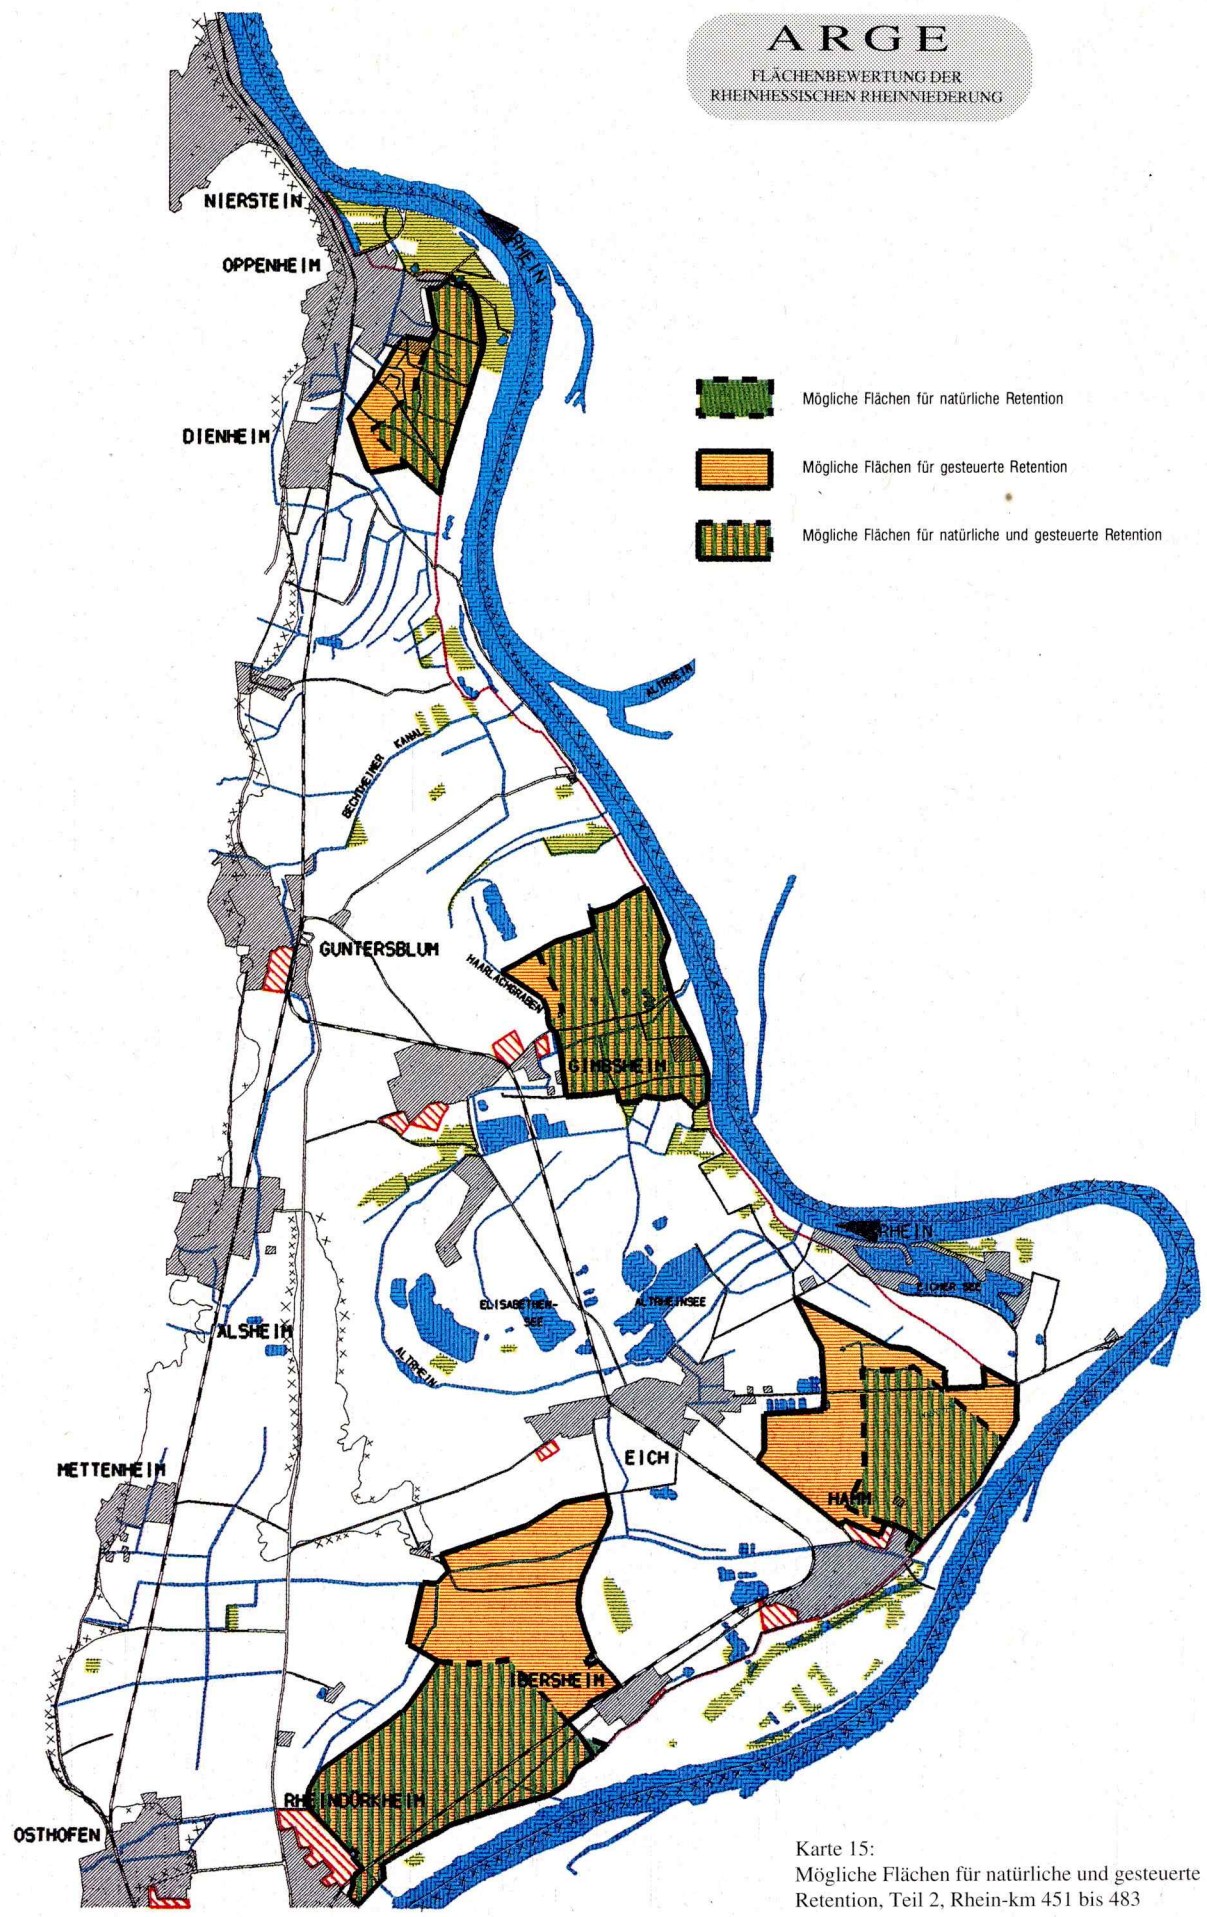 ARGE
FLÄCHENBEWERTUNG DER
RHEINHESSISCHEN RHEINNIEDERUNG
NIERSTEIN
OPPENHEIM
RHEIN
DIENHEIM
Mögliche Flächen für natürliche Retention
Mögliche Flächen für gesteuerte Retention
Mögliche Flächen für natürliche und gesteuerte Retention
ALTRHEIN
BECHTHEIMER KANAL
GUNTERSBLUM
HAARLACHGRABEN
GIMBSHEIM
RHEIN
EICHER SEE
ELISABETHEN-
SEE
ALTRHEINSEE
ALSHEIM
ALTRHEIN
EICH
METTENHEIM
HAMM
IBERSHEIM
RHEINDÜRKHEIM
OSTHOFEN
Karte 15:
Mögliche Flächen für natürliche und gesteuerte
Retention, Teil 2, Rhein-km 451 bis 483